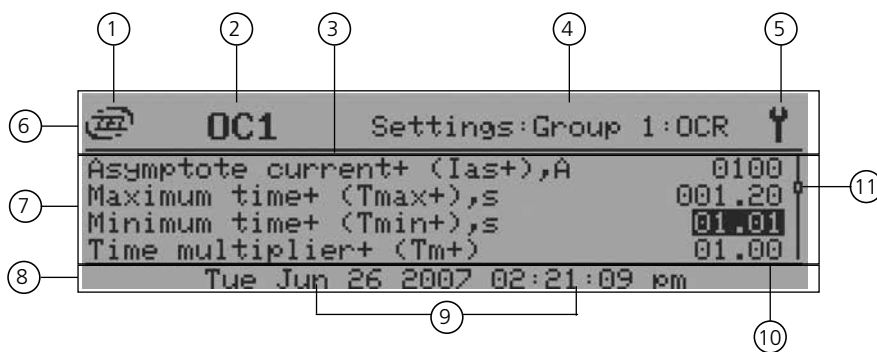 1 2 3 4 5
6 OC1 Settings:Group 1:OCR
Asymptote current+ (Ias+),A 0100
11
7
Maximum time+ (Tmax+),s 001.20
Minimum time+ (Tmin+),s 01.01
Time multiplier+ (Tm+) 01.00
8 Tue Jun 26 2007 02:21:09 pm
9 10